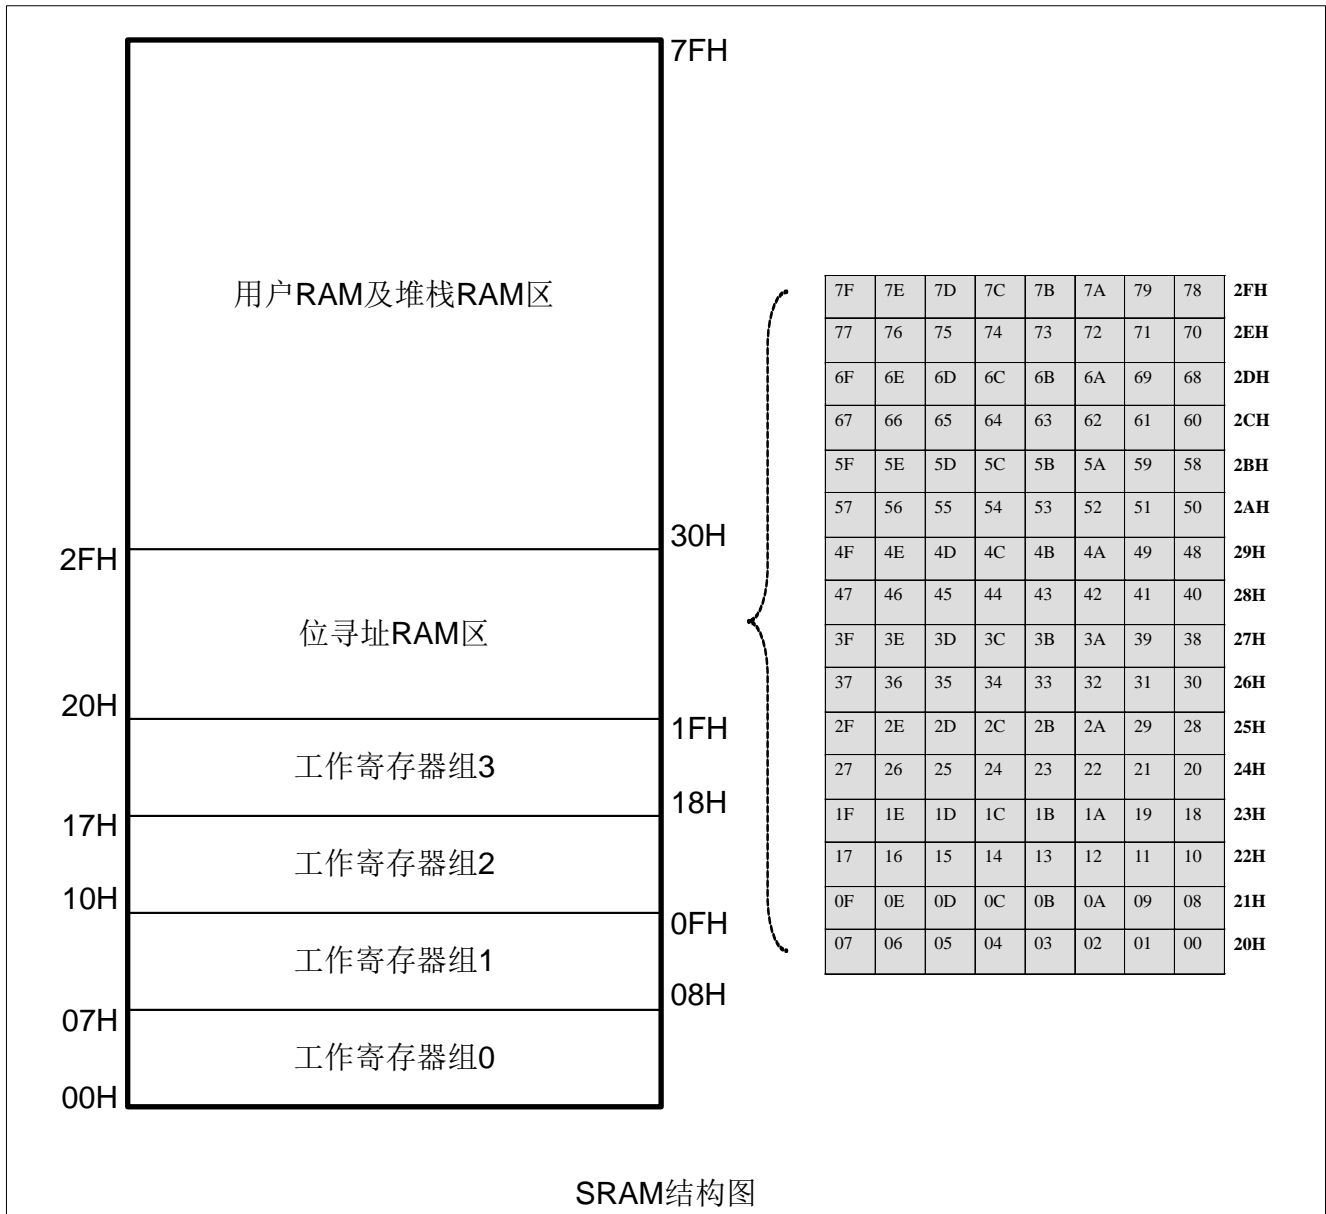 7FH
用户RAM及堆栈RAM区
30H
2FH
位寻址RAM区
20H
1FH
工作寄存器组3
18H
17H
工作寄存器组2
10H
0FH
工作寄存器组1
08H
07H
工作寄存器组0
00H
7F 7E 7D 7C 7B 7A 79 78 2FH
77 76 75 74 73 72 71 70 2EH
6F 6E 6D 6C 6B 6A 69 68 2DH
67 66 65 64 63 62 61 60 2CH
5F 5E 5D 5C 5B 5A 59 58 2BH
57 56 55 54 53 52 51 50 2AH
4F 4E 4D 4C 4B 4A 49 48 29H
47 46 45 44 43 42 41 40 28H
3F 3E 3D 3C 3B 3A 39 38 27H
37 36 35 34 33 32 31 30 26H
2F 2E 2D 2C 2B 2A 29 28 25H
27 26 25 24 23 22 21 20 24H
1F 1E 1D 1C 1B 1A 19 18 23H
17 16 15 14 13 12 11 10 22H
0F 0E 0D 0C 0B 0A 09 08 21H
07 06 05 04 03 02 01 00 20H
SRAM结构图